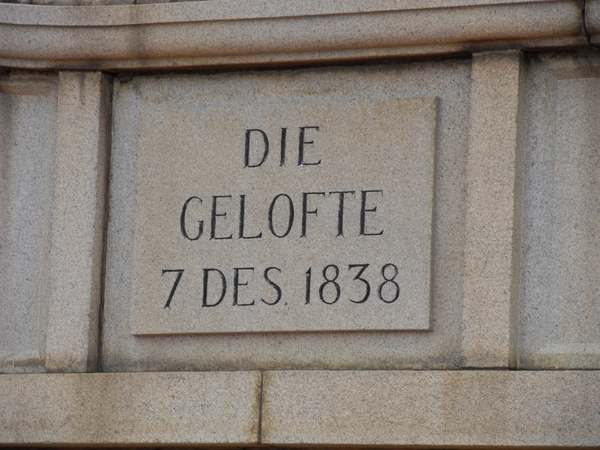 DIE
GELOFTE
7 DES. 1838